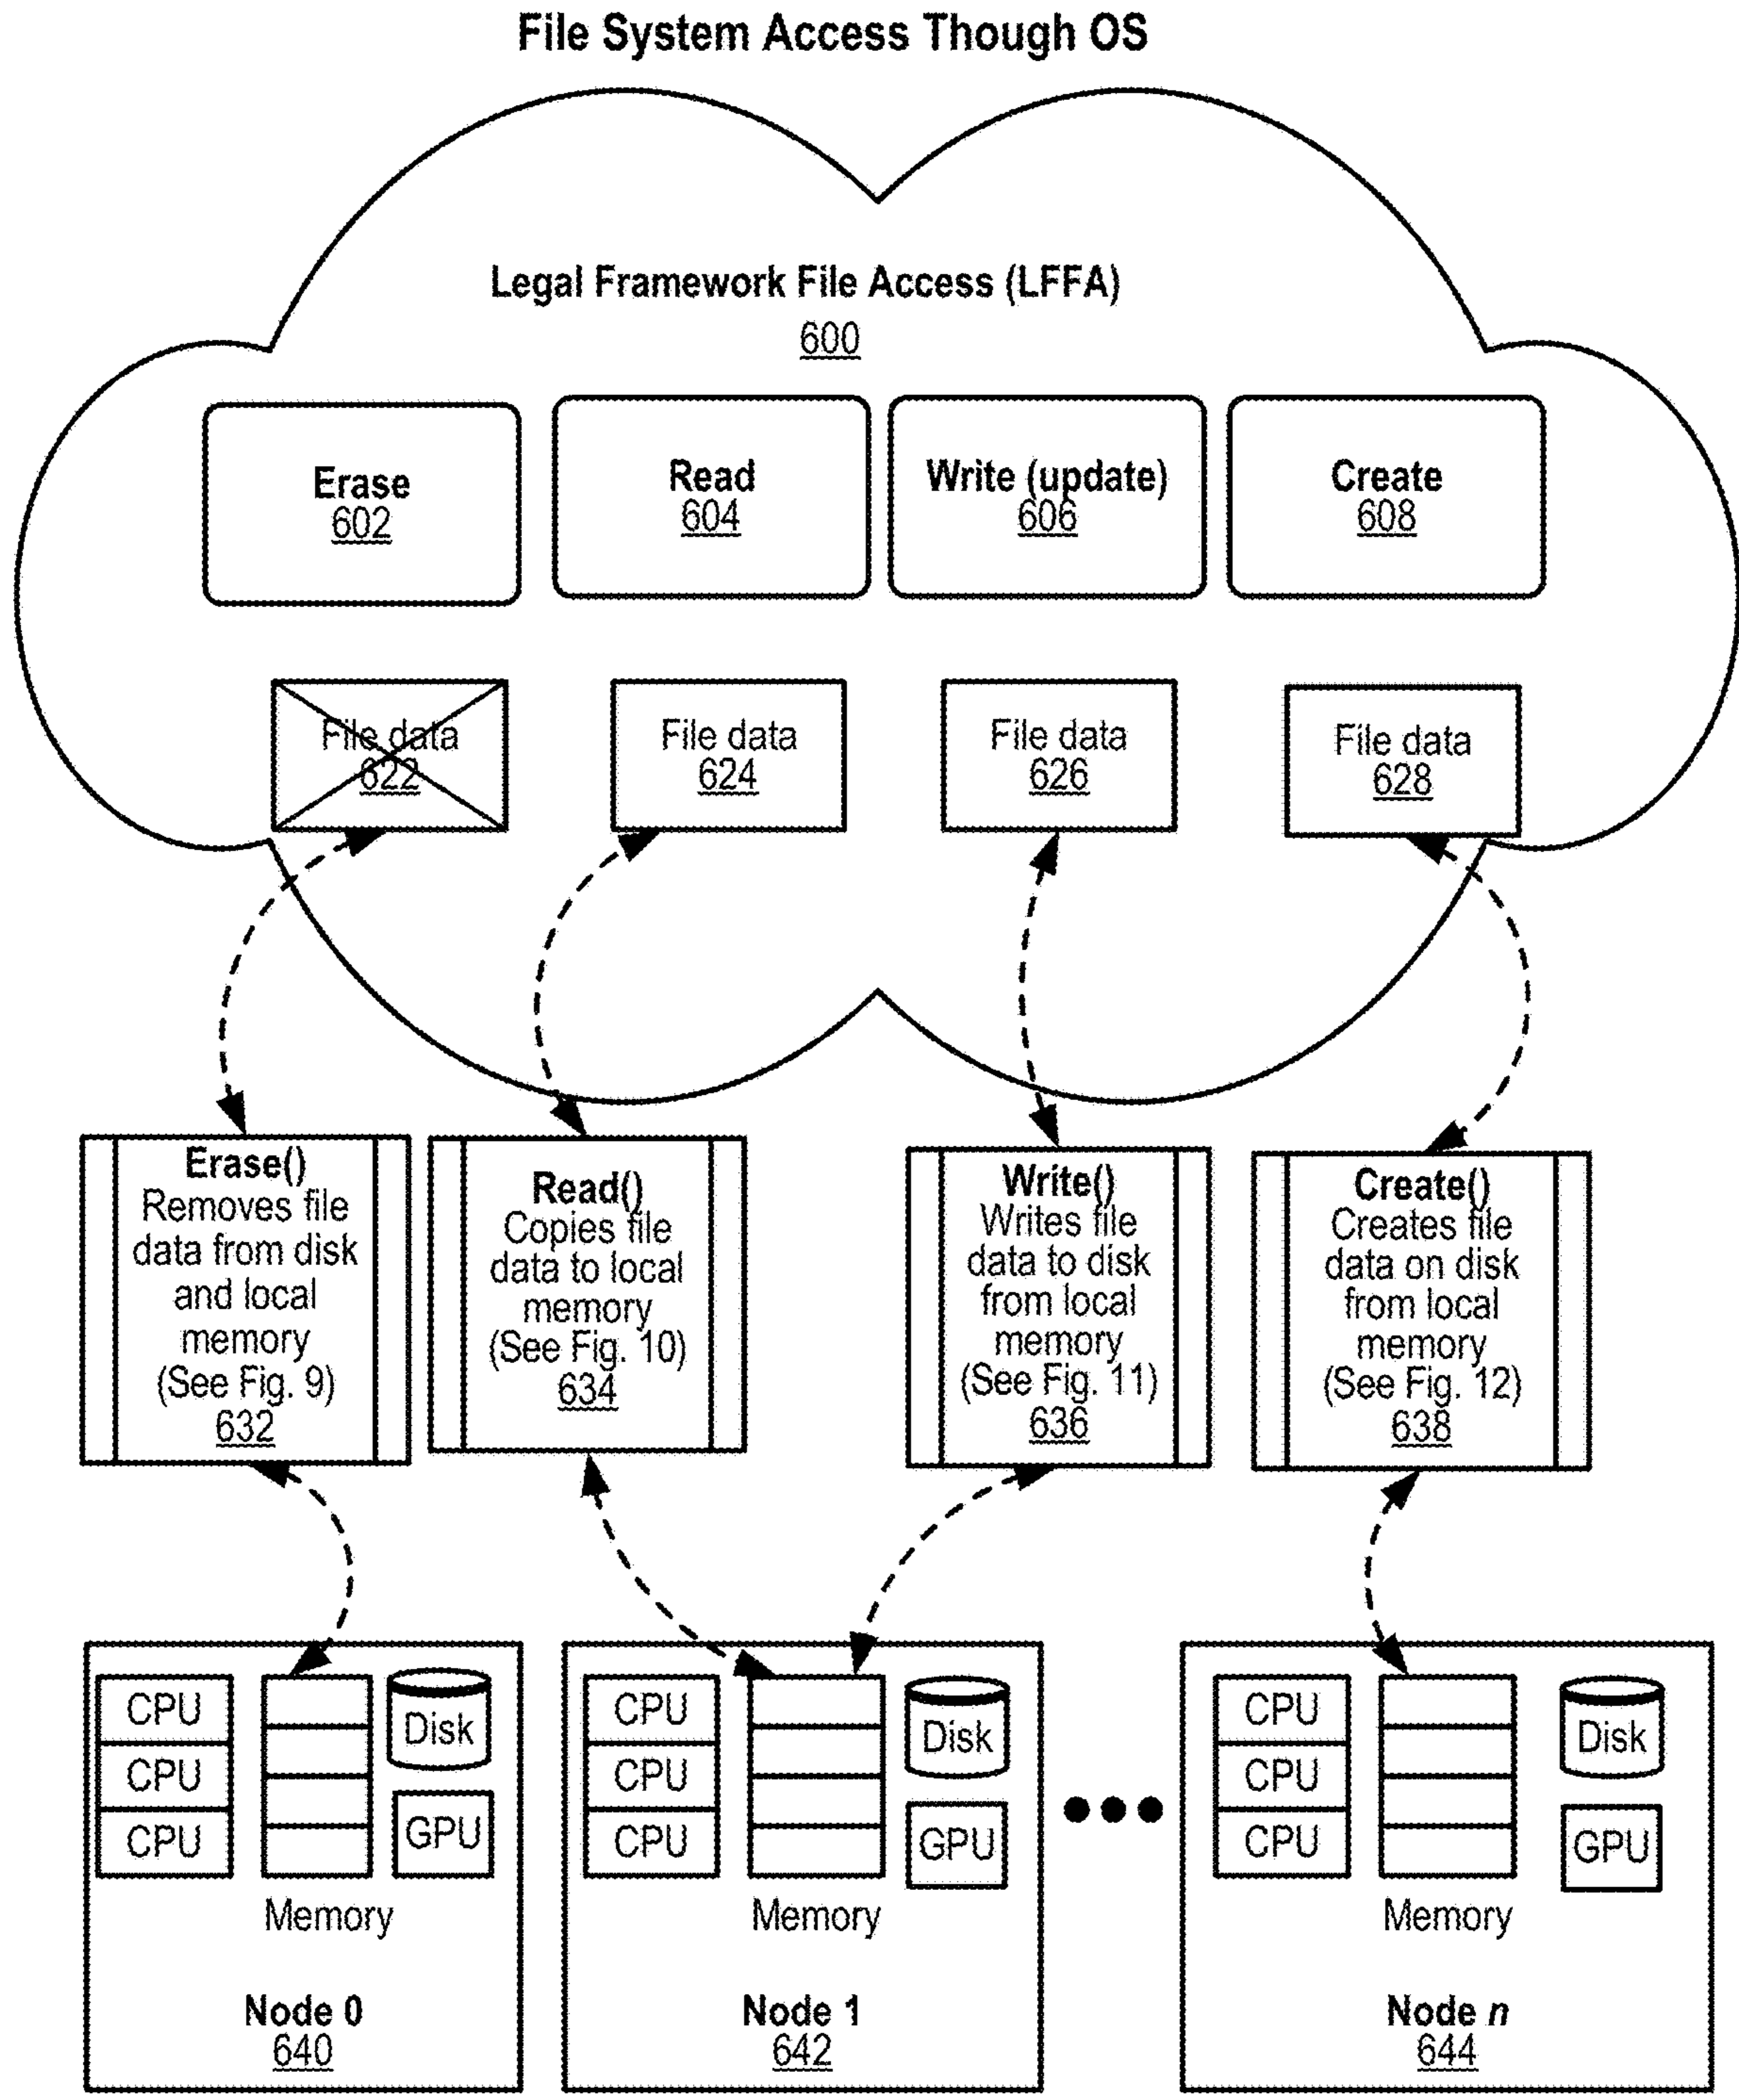 File System Access Though OS
Legal Framework File Access (LFFA)
600
Erase
602
Read
604
Write (update)
606
Create
608
File data
622
File data
624
File data
626
File data
628
Erase()
Removes file
data from disk
and local
memory
(See Fig. 9)
632
Read()
Copies file
data to local
memory
(See Fig. 10)
634
Write()
Writes file
data to disk
from local
memory
(See Fig. 11)
636
Create()
Creates file
data on disk
from local
memory
(See Fig. 12)
638
CPU
CPU
CPU
Disk
GPU
Memory
Node 0
640
CPU
CPU
CPU
Disk
GPU
Memory
Node 1
642
CPU
CPU
CPU
Disk
GPU
Memory
Node n
644